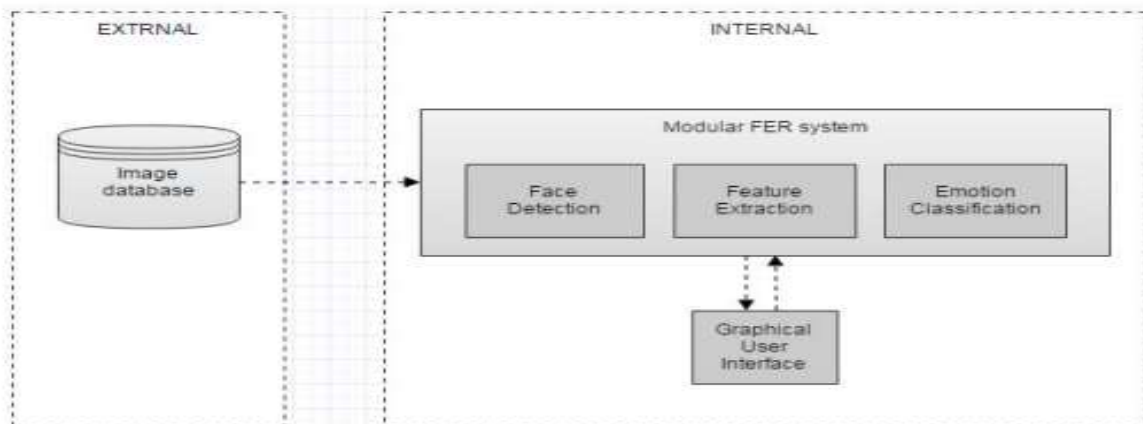 EXTRNAL
INTERNAL
Image
database
Modular FER system
Face
Detection
Feature
Extraction
Emotion
Classification
Graphical
User
Interface